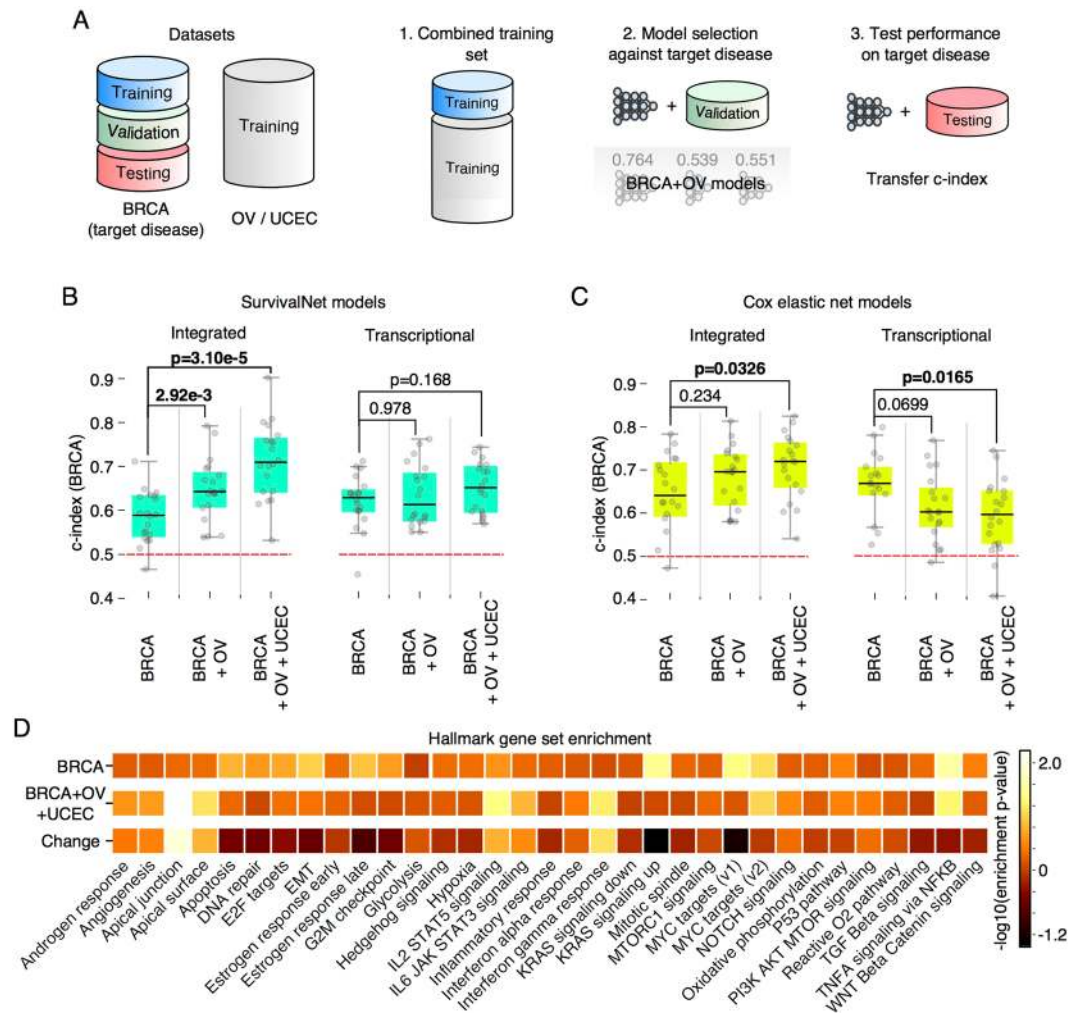 A
Datasets
Training
Validation
Testing
BRCA
(target disease)
Training
OV / UCEC
1. Combined training
set
Training
Training
2. Model selection
against target disease
+
Validation
0.764 0.539 0.551
BRCA+OV models
3. Test performance
on target disease
+
Testing
Transfer c-index
B
SurvivalNet models
Integrated
Transcriptional
p=3.10e-5
2.92e-3
p=0.168
0.978
c-index (BRCA)
0.9
0.8
0.7
0.6
0.5
0.4
BRCA
BRCA
+ OV
BRCA
+ OV + UCEC
BRCA
BRCA
+ OV
BRCA
+ OV + UCEC
C
Cox elastic net models
Integrated
Transcriptional
p=0.0326
0.234
p=0.0165
0.0699
c-index (BRCA)
0.9
0.8
0.7
0.6
0.5
0.4
BRCA
BRCA
+ OV
BRCA
+ OV + UCEC
BRCA
BRCA
+ OV
BRCA
+ OV + UCEC
D
Hallmark gene set enrichment
BRCA
BRCA+OV
+UCEC
Change
Androgen response
Angiogenesis
Apical junction
Apical surface
Apoptosis
DNA repair
E2F targets
EMT
Estrogen response early
Estrogen response late
G2M checkpoint
Glycolysis
Hedgehog signaling
Hypoxia
IL2 STAT5 signaling
IL6 JAK STAT3 signaling
Inflammatory response
Interferon alpha response
Interferon gamma response
KRAS signaling down
KRAS signaling up
Mitotic spindle
MTORC1 signaling
MYC targets (v1)
MYC targets (v2)
NOTCH signaling
Oxidative phosphorylation
P53 pathway
PI3K AKT MTOR signaling
Reactive O2 pathway
TGF Beta signaling
TNFA signaling via NFKB
WNT Beta Catenin signaling
2.0
0
-1.2
-log10(enrichment p-value)